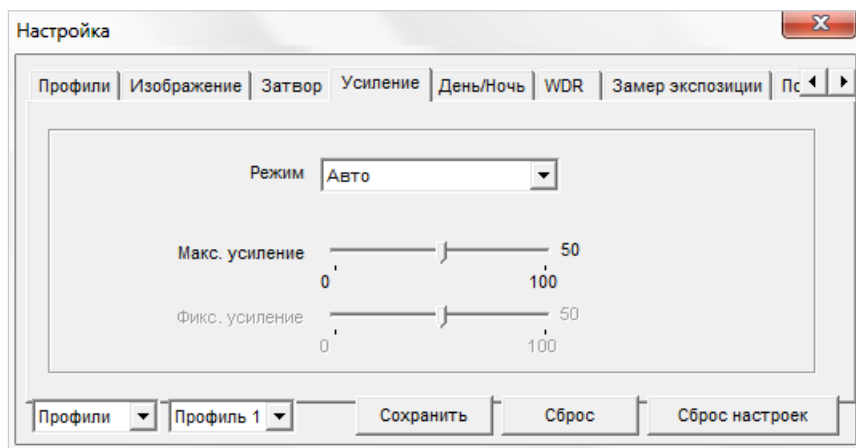 Настройка
Профили Изображение Затвор Усиление День/Ночь WDR Замер экспозиции
Режим Авто
Макс. усиление 50
0 100
Фикс. усиление 50
0 100
Профили Профиль 1 Сохранить Сброс Сброс настроек